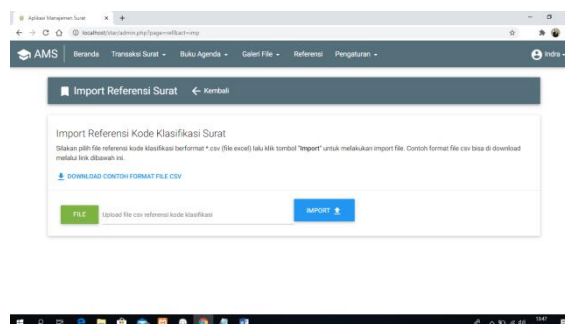 Aplikasi Manajemen Surat
localhost/star/admin.php?page=ref&act=imp
AMS Beranda Transaksi Surat Buku Agenda Galeri File Referensi Pengaturan Indra
Import Referensi Surat Kembali
Import Referensi Kode Klasifikasi Surat
Silakan pilih file referensi kode klasifikasi berformat *.csv (file excel) lalu klik tombol "Import" untuk melakukan import file. Contoh format file csv bisa di download
melalui link dibawah ini.
DOWNLOAD CONTOH FORMAT FILE CSV
FILE Upload file csv referensi kode klasifikasi IMPORT
13:47